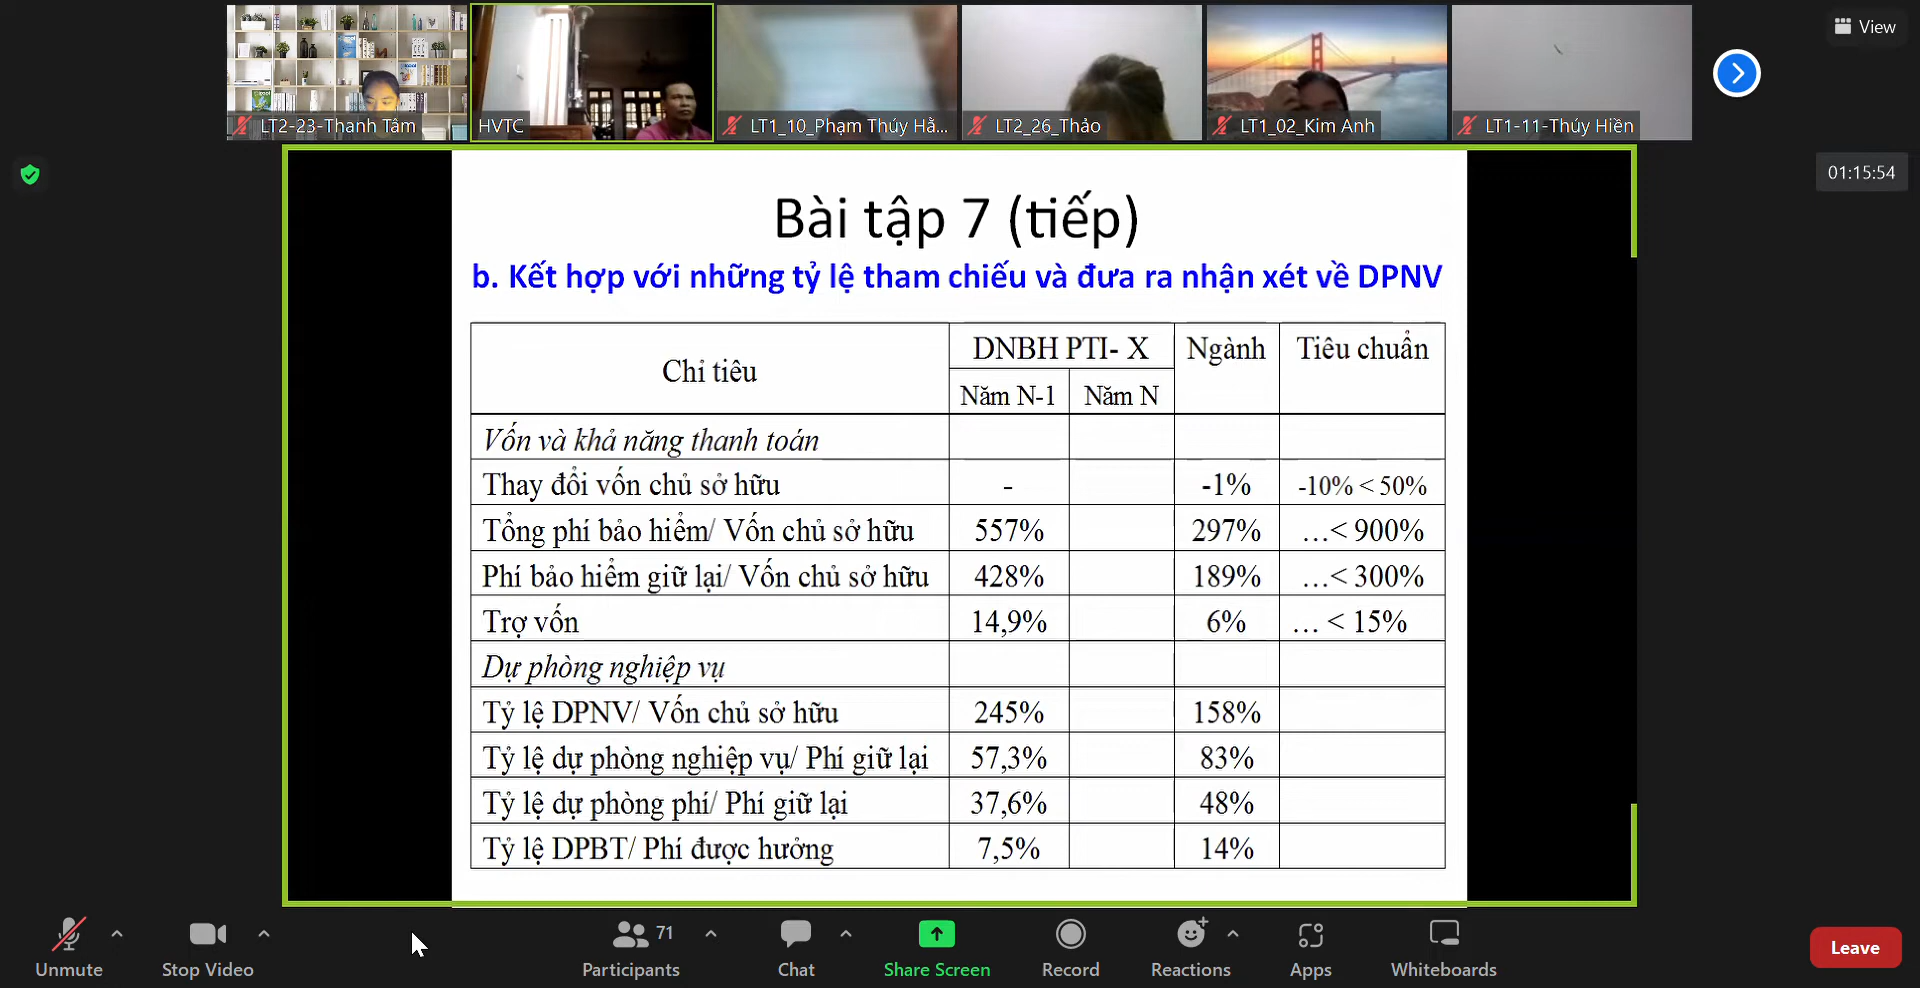 LT2-23-Thanh Tâm
HVTC
LT1_10_Phạm Thúy Hằ...
LT2_26_Thảo
LT1_02_Kim Anh
LT1-11-Thúy Hiền
View
01:15:54
Bài tập 7 (tiếp)
b. Kết hợp với những tỷ lệ tham chiếu và đưa ra nhận xét về DPNV
Chỉ tiêu DNBH PTI- X Ngành Tiêu chuẩn
Năm N-1 Năm N
Vốn và khả năng thanh toán
Thay đổi vốn chủ sở hữu - -1% -10% < 50%
Tổng phí bảo hiểm/ Vốn chủ sở hữu 557% 297% ...< 900%
Phí bảo hiểm giữ lại/ Vốn chủ sở hữu 428% 189% ...< 300%
Trợ vốn 14,9% 6% ... < 15%
Dự phòng nghiệp vụ
Tỷ lệ DPNV/ Vốn chủ sở hữu 245% 158%
Tỷ lệ dự phòng nghiệp vụ/ Phí giữ lại 57,3% 83%
Tỷ lệ dự phòng phí/ Phí giữ lại 37,6% 48%
Tỷ lệ DPBT/ Phí được hưởng 7,5% 14%
71
Unmute Stop Video Participants Chat Share Screen Record Reactions Apps Whiteboards Leave